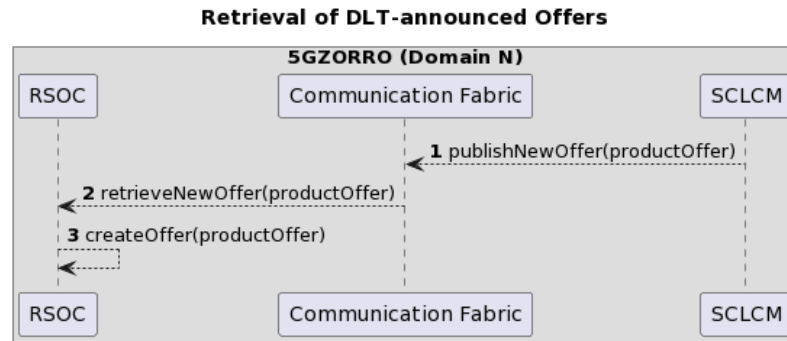 Retrieval of DLT-announced Offers
5GZORRO (Domain N)
RSOC Communication Fabric SCLCM
1 publishNewOffer(productOffer)
2 retrieveNewOffer(productOffer)
3 createOffer(productOffer)
RSOC Communication Fabric SCLCM